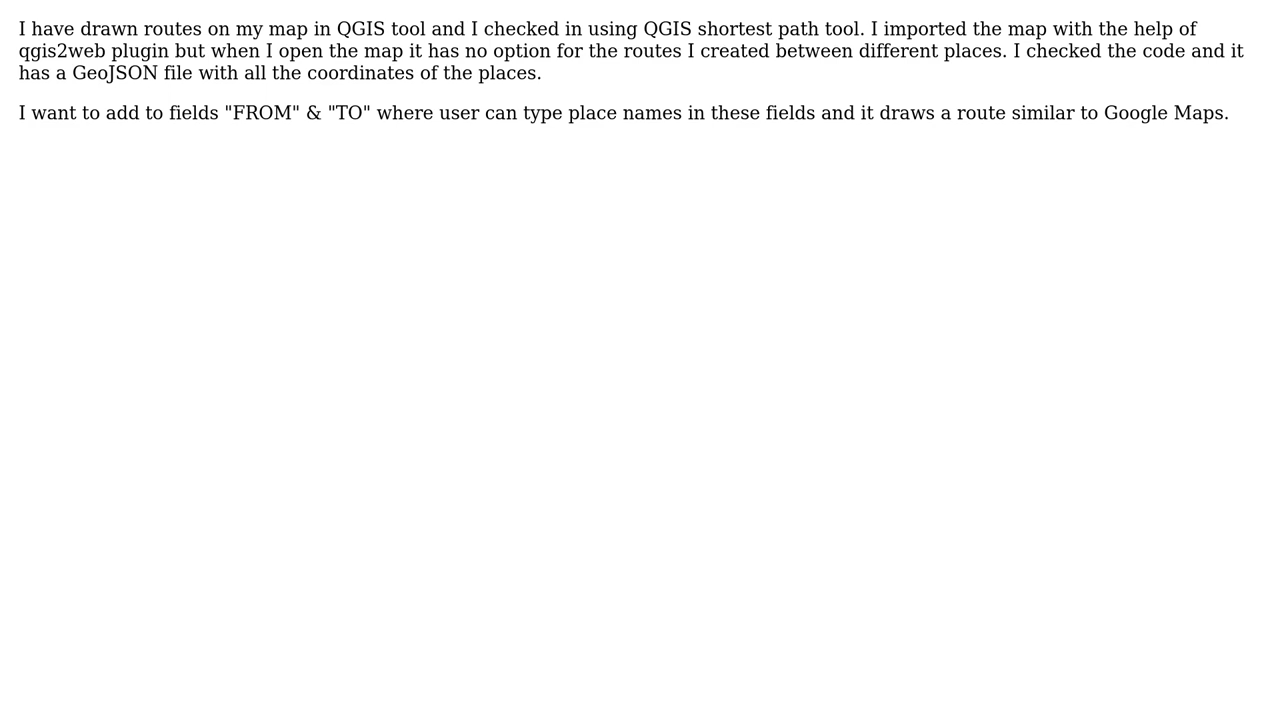 I have drawn routes on my map in QGIS tool and I checked in using QGIS shortest path tool. I imported the map with the help of
qgis2web plugin but when I open the map it has no option for the routes I created between different places. I checked the code and it
has a GeoJSON file with all the coordinates of the places.
I want to add to fields "FROM" & "TO" where user can type place names in these fields and it draws a route similar to Google Maps.